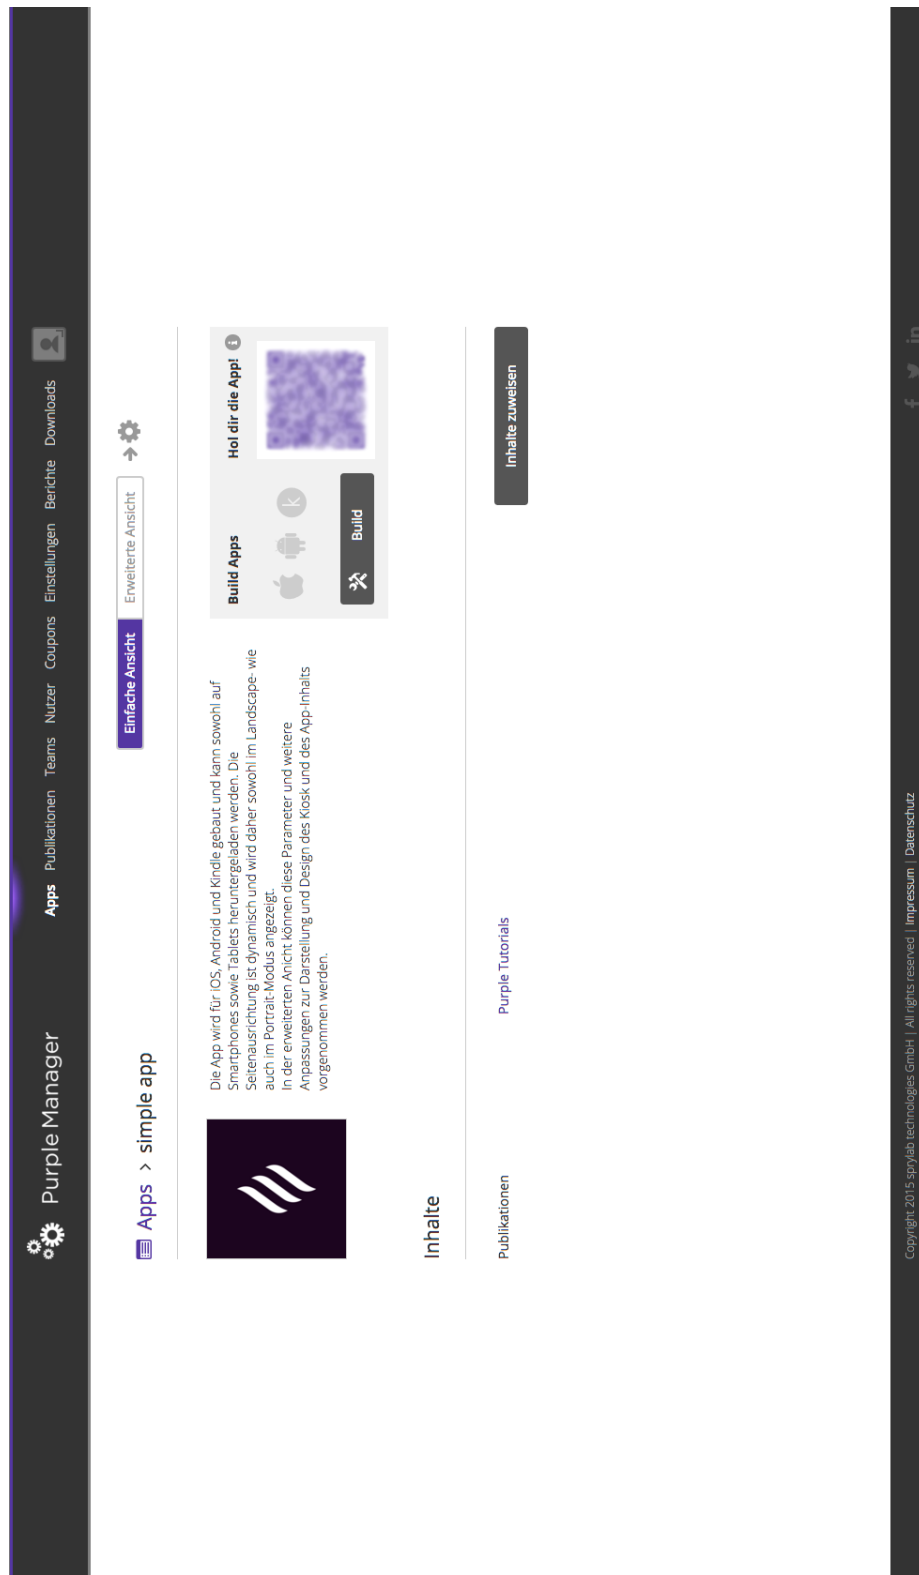 Purple Manager
Apps Publikationen Teams Nutzer Coupons Einstellungen Berichte Downloads
Apps > simple app
Einfache Ansicht Erweiterte Ansicht
Die App wird für iOS, Android und Kindle gebaut und kann sowohl auf
Smartphones sowie Tablets heruntergeladen werden. Die
Seitenausrichtung ist dynamisch und wird daher sowohl im Landscape- wie
auch im Portrait-Modus angezeigt.
In der erweiterten Anicht können diese Parameter und weitere
Anpassungen zur Darstellung und Design des Kiosk und des App-Inhalts
vorgenommen werden.
Build Apps
k
Build
Hol dir die App!
Inhalte
Publikationen
Purple Tutorials
Inhalte zuweisen
Copyright 2015 sprylab technologies GmbH | All rights reserved | Impressum | Datenschutz